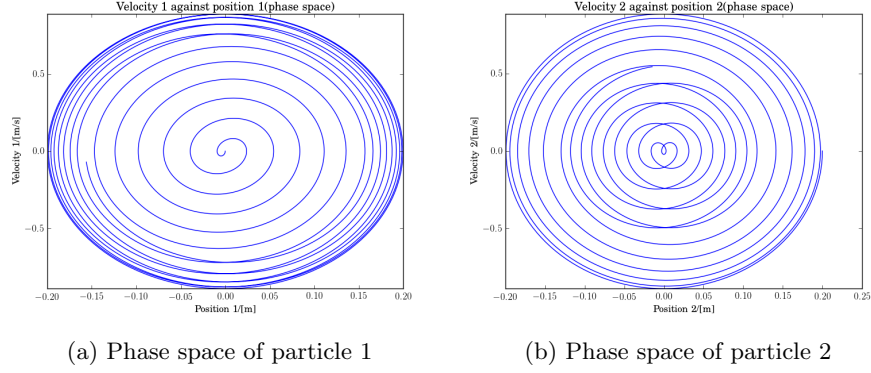 Velocity 1 against position 1(phase space)
Velocity 1/[m/s]
0.5
0.0
−0.5
−0.20 −0.15 −0.10 −0.05 0.00 0.05 0.10 0.15 0.20
Position 1/[m]
(a) Phase space of particle 1
Velocity 2 against position 2(phase space)
Velocity 2/[m/s]
0.5
0.0
−0.5
−0.20 −0.15 −0.10 −0.05 0.00 0.05 0.10 0.15 0.20 0.25
Position 2/[m]
(b) Phase space of particle 2